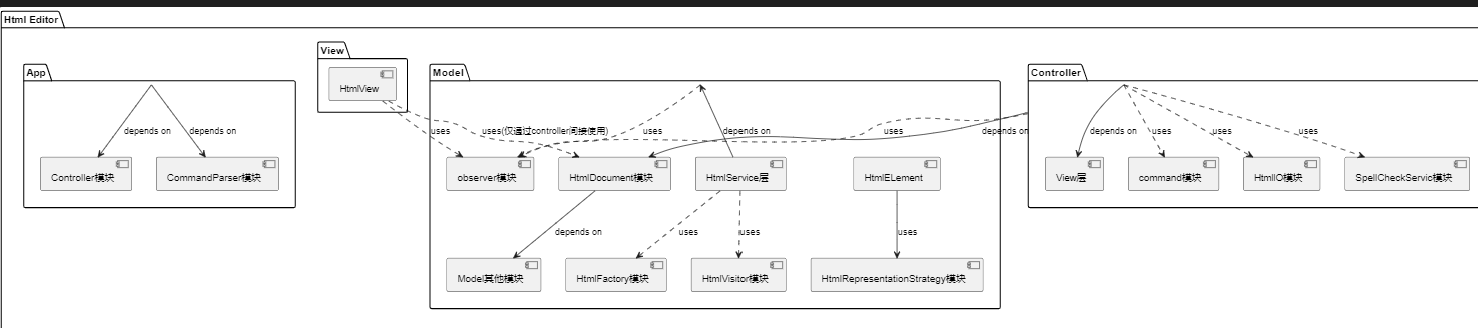 Html Editor
App
depends on
depends on
Controller模块
CommandParser模块
View
HtmlView
Model
uses
uses(仅通过controller间接使用)
uses
depends on
uses
depends on
observer模块
HtmlDocument模块
HtmlService层
HtmlELement
depends on
uses
uses
uses
Model其他模块
HtmlFactory模块
HtmlVisitor模块
HtmlRepresentationStrategy模块
Controller
depends on
uses
uses
uses
View层
command模块
HtmlIO模块
SpellCheckServic模块